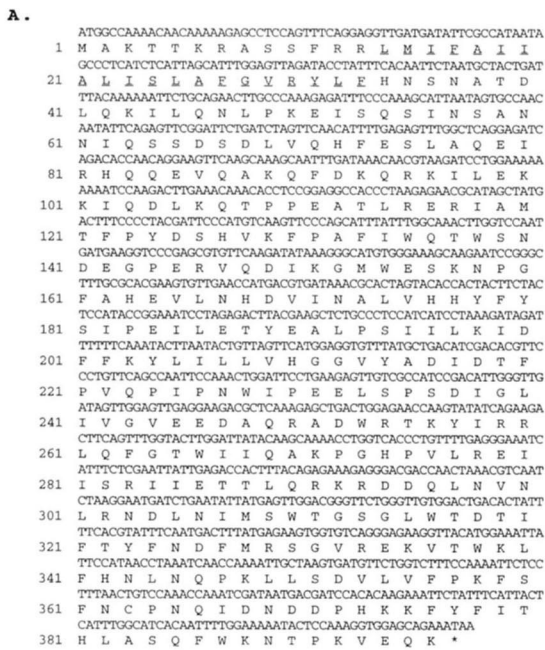 A.
ATGGCCAAAACAACAAAAAGAGCCTCCAGTTTCAGGAGGTTGATGATATTCGCCATAATA
1 M A K T T K R A S S F R R L M I F A I I
GCCCTCATCTCATTAGCATTTGGAGTTAGATACCTATTTCACAATTCTAATGCTACTGAT
21 A L I S L A F G V R Y L F H N S N A T D
TTACAAAAAATTCTGCAGAACTTGCCCAAAGAGATTTCCCAAAGCATTAATAGTGCCAAC
41 L Q K I L Q N L P K E I S Q S I N S A N
AATATTCAGAGTTCGGATTCTGATCTAGTTCAACATTTTGAGAGTTTGGCTCAGGAGATC
61 N I Q S S D S D L V Q H F E S L A Q E I
AGACACCAACAGGAAGTTCAAGCAAAGCAATTTGATAAACAACGTAAGATCCTGGAAAAA
81 R H Q Q E V Q A K Q F D K Q R K I L E K
AAAATCCAAGACTTGAAACAAACACCTCCGGAGGCCACCCTAAGAGAACGCATAGCTATG
101 K I Q D L K Q T P P E A T L R E R I A M
ACTTTCCCCTACGATTCCCATGTCAAGTTCCCAGCATTTATTTGGCAAACTTGGTCCAAT
121 T F P Y D S H V K F P A F I W Q T W S N
GATGAAGGTCCCGAGCGTGTTCAAGATATAAAGGGCATGTGGGAAAGCAAGAATCCGGGC
141 D E G P E R V Q D I K G M W E S K N P G
TTTGCGCACGAAGTGTTGAACCATGACGTGATAAACGCACTAGTACACCACTACTTCTAC
161 F A H E V L N H D V I N A L V H H Y F Y
TCCATACCGGAAATCCTAGAGACTTACGAAGCTCTGCCCTCCATCATCCTAAAGATAGAT
181 S I P E I L E T Y E A L P S I I L K I D
TTTTTCAAATACTTAATACTGTTAGTTCATGGAGGTGTTTATGCTGACATCGACACGTTC
201 F F K Y L I L L V H G G V Y A D I D T F
CCTGTTCAGCCAATTCCAAACTGGATTCCTGAAGAGTTGTCGCCATCCGACATTGGGTTG
221 P V Q P I P N W I P E E L S P S D I G L
ATAGTTGGAGTTGAGGAAGACGCTCAAAGAGCTGACTGGAGAACCAAGTATATCAGAAGA
241 I V G V E E D A Q R A D W R T K Y I R R
CTTCAGTTTGGTACTTGGATTATACAAGCAAAACCTGGTCACCCTGTTTTGAGGGAAATC
261 L Q F G T W I I Q A K P G H P V L R E I
ATTTCTCGAATTATTGAGACCACTTTACAGAGAAAGAGGGACGACCAACTAAACGTCAAT
281 I S R I I E T T L Q R K R D D Q L N V N
CTAAGGAATGATCTGAATATTATGAGTTGGACGGGTTCTGGGTTGTGGACTGACACTATT
301 L R N D L N I M S W T G S G L W T D T I
TTCACGTATTTCAATGACTTTATGAGAAGTGGTGTCAGGGAGAAGGTTACATGGAAATTA
321 F T Y F N D F M R S G V R E K V T W K L
TTCCATAACCTAAATCAACCAAAATTGCTAAGTGATGTTCTGGTCTTTCCAAAATTCTCC
341 F H N L N Q P K L L S D V L V F P K F S
TTTAACTGTCCAAACCAAATCGATAATGACGATCCACACAAGAAATTCTATTTCATTACT
361 F N C P N Q I D N D D P H K K F Y F I T
CATTTGGCATCACAATTTTGGAAAAATACTCCAAAGGTGGAGCAGAAATAA
381 H L A S Q F W K N T P K V E Q K *